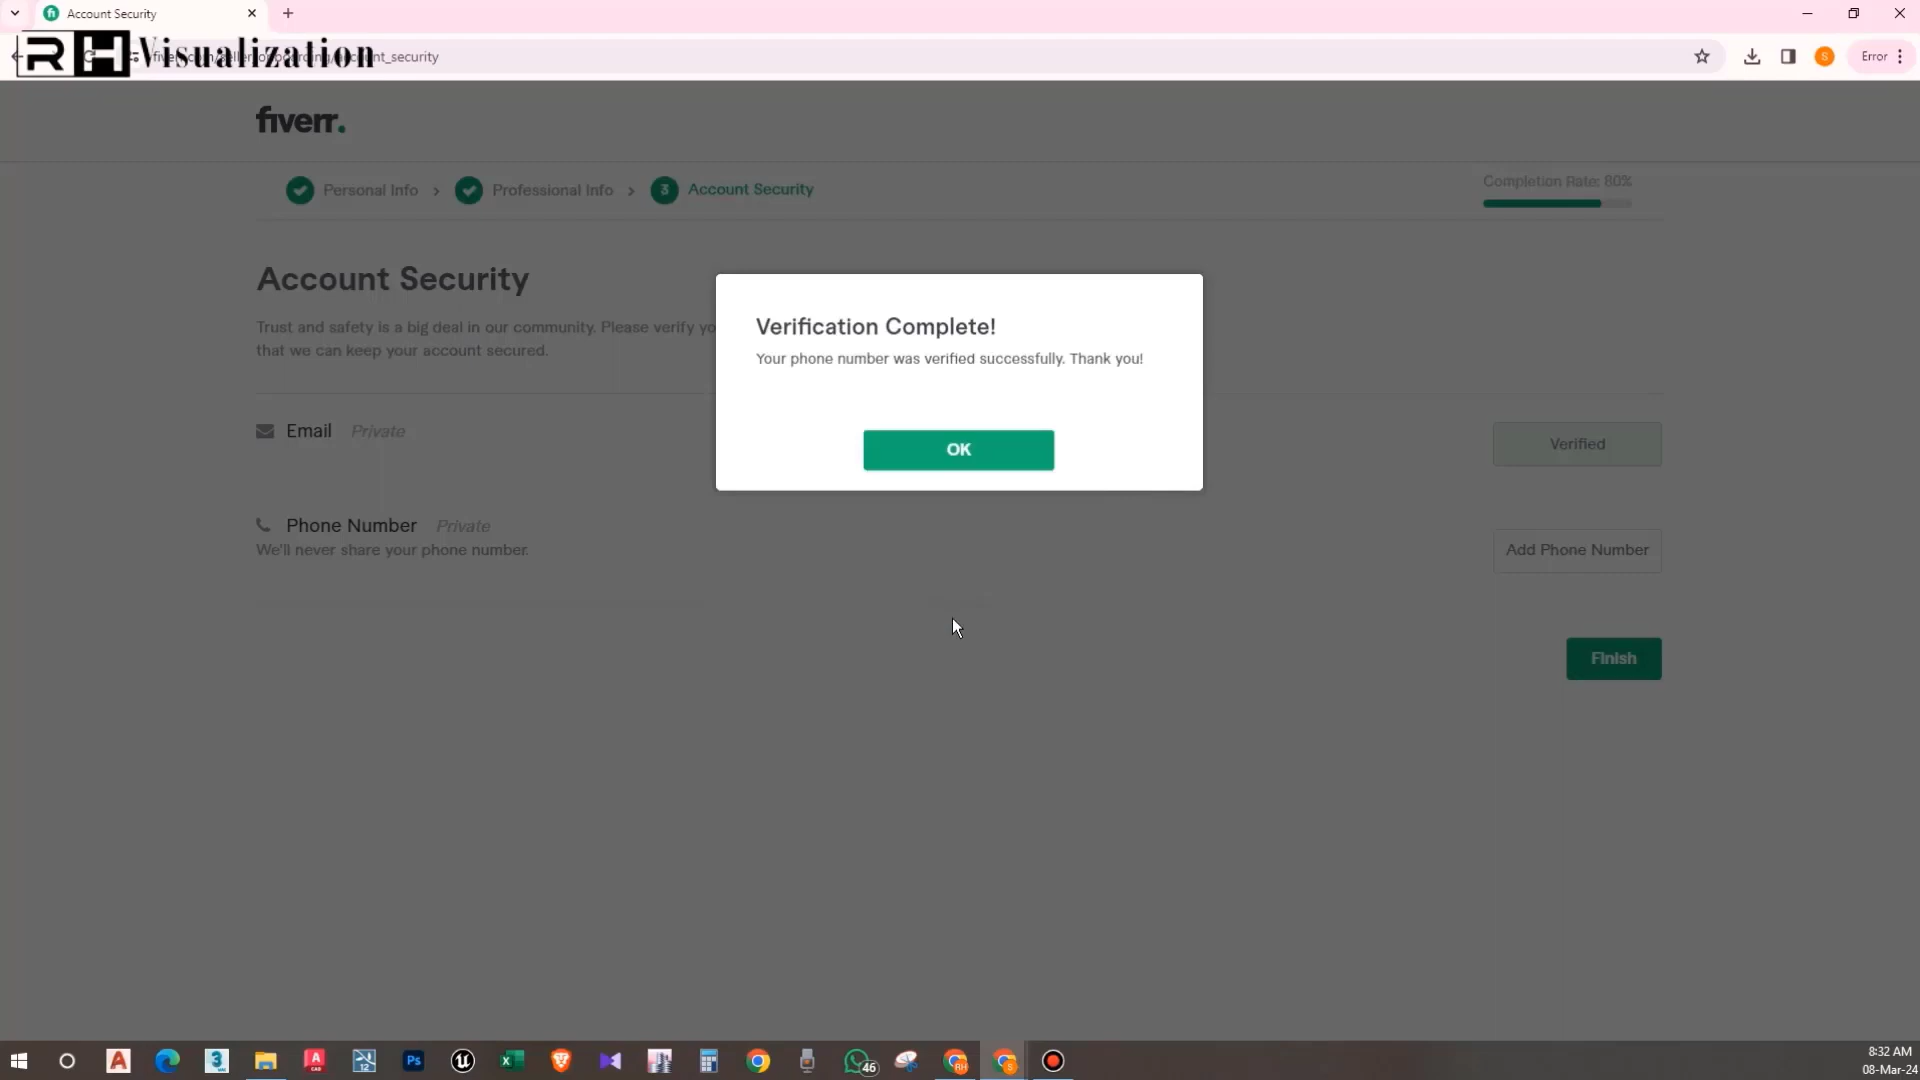 Account Security
RH Visualization
account_security
Error
fiverr.
Personal Info
Professional Info
3 Account Security
Completion Rate: 80%
Account Security
Trust and safety is a big deal in our community. Please verify yo
that we can keep your account secured.
Verification Complete!
Your phone number was verified successfully. Thank you!
OK
Email Private
Verified
Phone Number Private
We'll never share your phone number.
Add Phone Number
Finish
46
8:32 AM
08-Mar-24